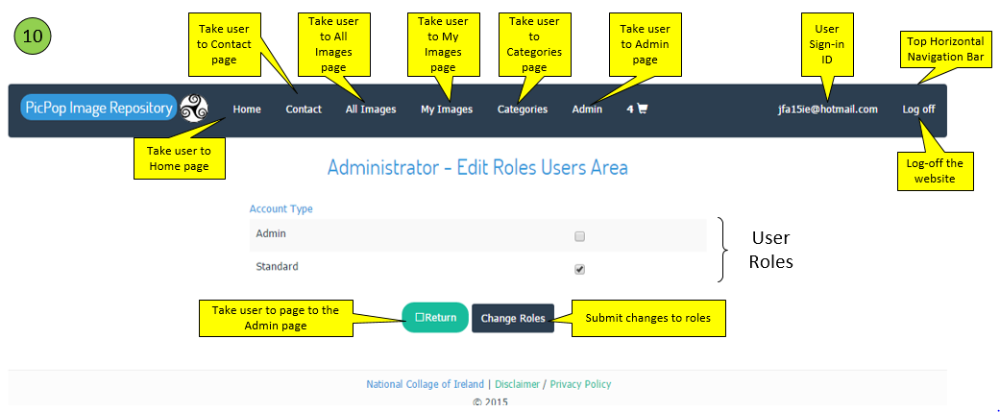 10
Take user
to Contact
page
Take user
to All
Images
page
Take user
to My
Images
page
Take user
to
Categories
page
Take user
to Admin
page
User
Sign-in
ID
Top Horizontal
Navigation Bar
PicPop Image Repository
Home
Contact
All Images
My Images
Categories
Admin
4
jfa15ie@hotmail.com
Log off
Take user to
Home page
Log-off the
website
Administrator - Edit Roles Users Area
Account Type
Admin
Standard
User
Roles
Take user to page to the
Admin page
Return
Change Roles
Submit changes to roles
National Collage of Ireland | Disclaimer / Privacy Policy
© 2015